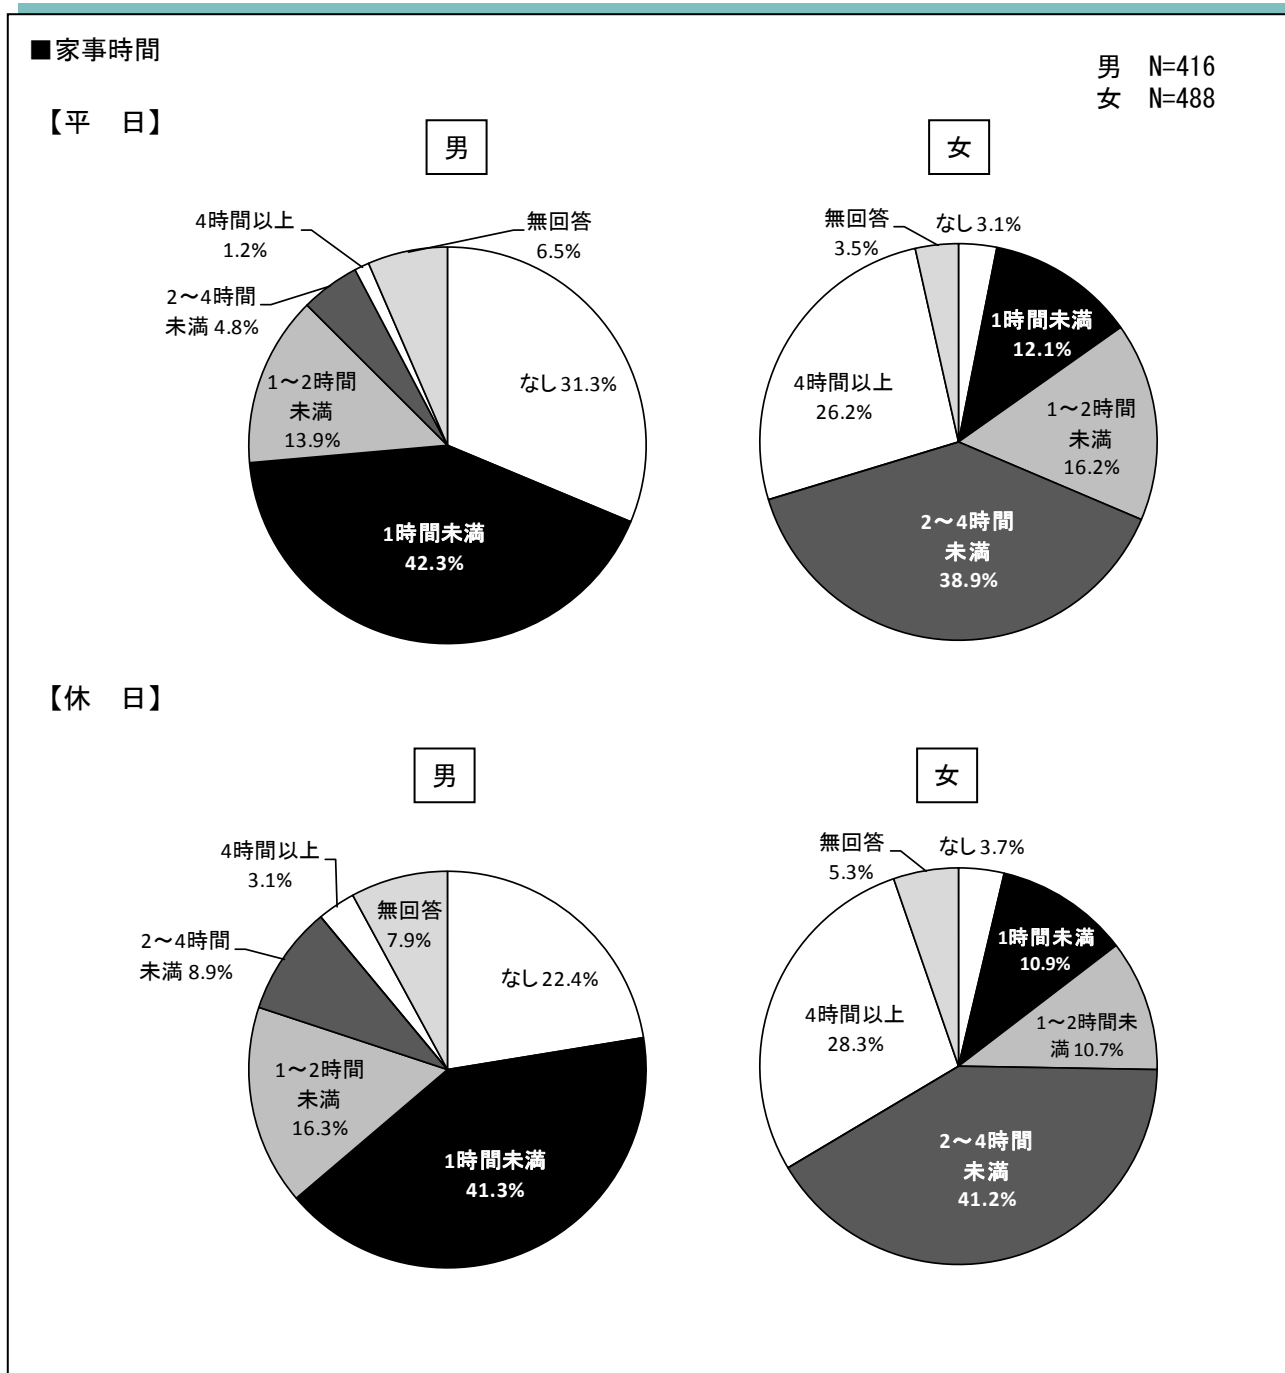 ■家事時間
男　N=416
女　N=488
【平　日】
男
女
4時間以上
1.2%
無回答
6.5%
2～4時間
未満 4.8%
1～2時間
未満
13.9%
なし 31.3%
1時間未満
42.3%
無回答
3.5%
なし 3.1%
1時間未満
12.1%
4時間以上
26.2%
1～2時間
未満
16.2%
2～4時間
未満
38.9%
【休　日】
男
女
4時間以上
3.1%
無回答
7.9%
2～4時間
未満 8.9%
なし 22.4%
1～2時間
未満
16.3%
1時間未満
41.3%
無回答
5.3%
なし 3.7%
1時間未満
10.9%
4時間以上
28.3%
1～2時間未
満 10.7%
2～4時間
未満
41.2%